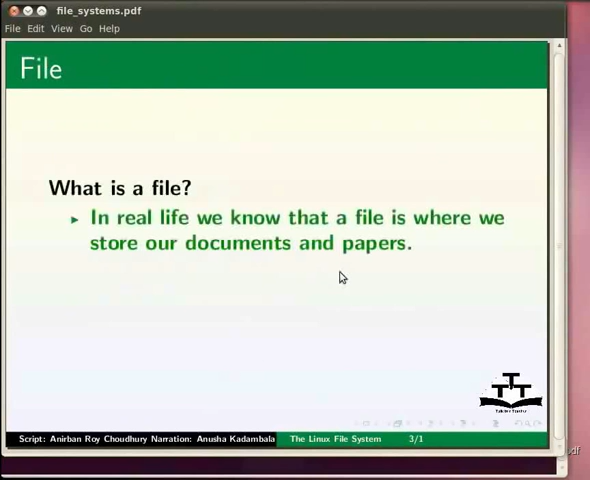 file_systems.pdf
File Edit View Go Help
File
What is a file?
In real life we know that a file is where we
store our documents and papers.
Script: Anirban Roy Choudhury Narration: Anusha Kadambala The Linux File System 3/1